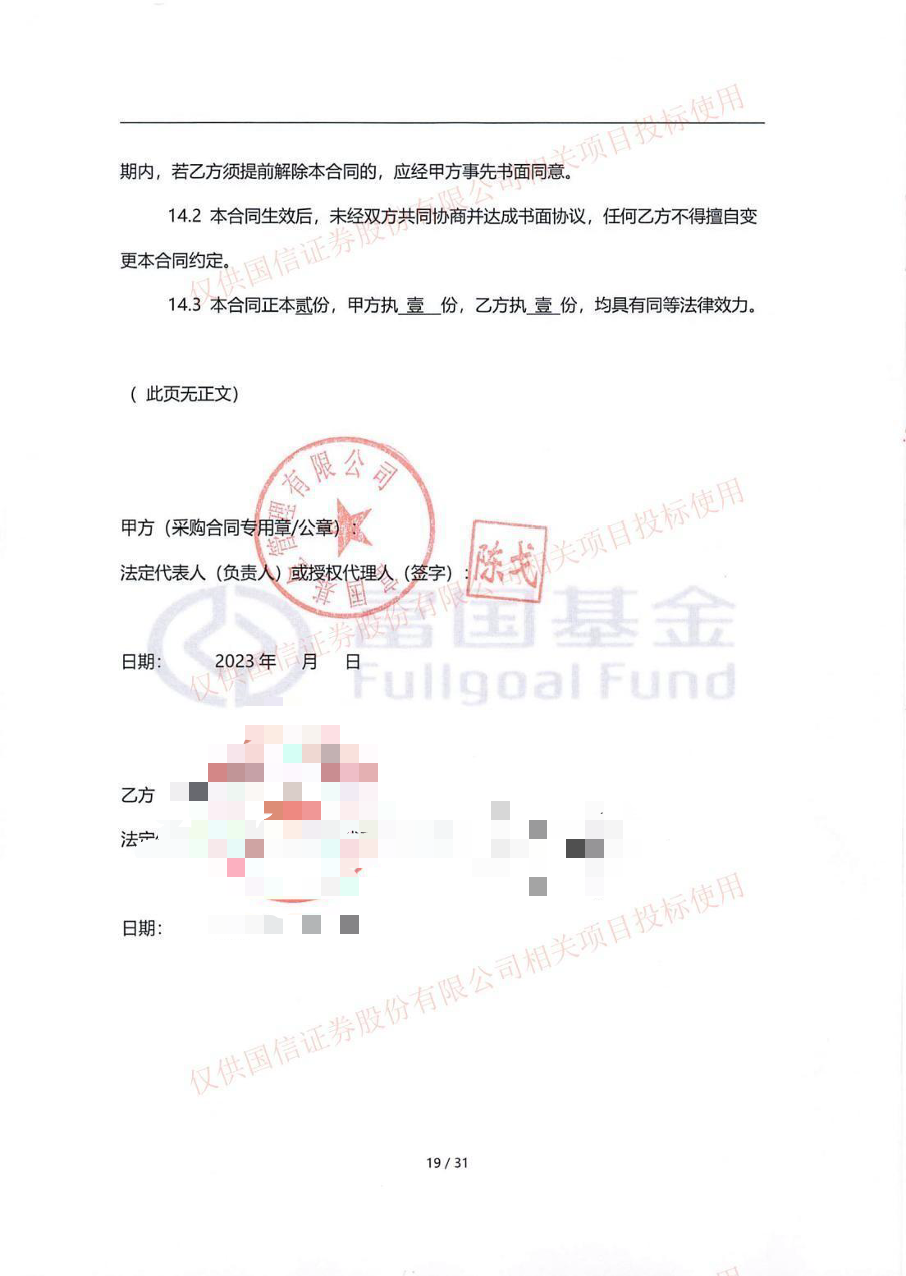 期内，若乙方须提前解除本合同的，应经甲方事先书面同意。
14.2 本合同生效后，未经双方共同协商并达成书面协议，任何乙方不得擅自变
更本合同约定。
14.3 本合同正本贰份，甲方执 壹 份，乙方执 壹 份，均具有同等法律效力。
（ 此页无正文）
富国基金管理有限公司
甲方（采购合同专用章/公章）：
法定代表人（负责人）或授权代理人（签字）：
陈戈
富国基金
Fullgoal Fund
日期： 2023 年 月 日
乙方
法定
日期：
仅供国信证券股份有限公司相关项目投标使用
仅供国信证券股份有限公司相关项目投标使用
仅供国信证券股份有限公司相关项目投标使用
19 / 31